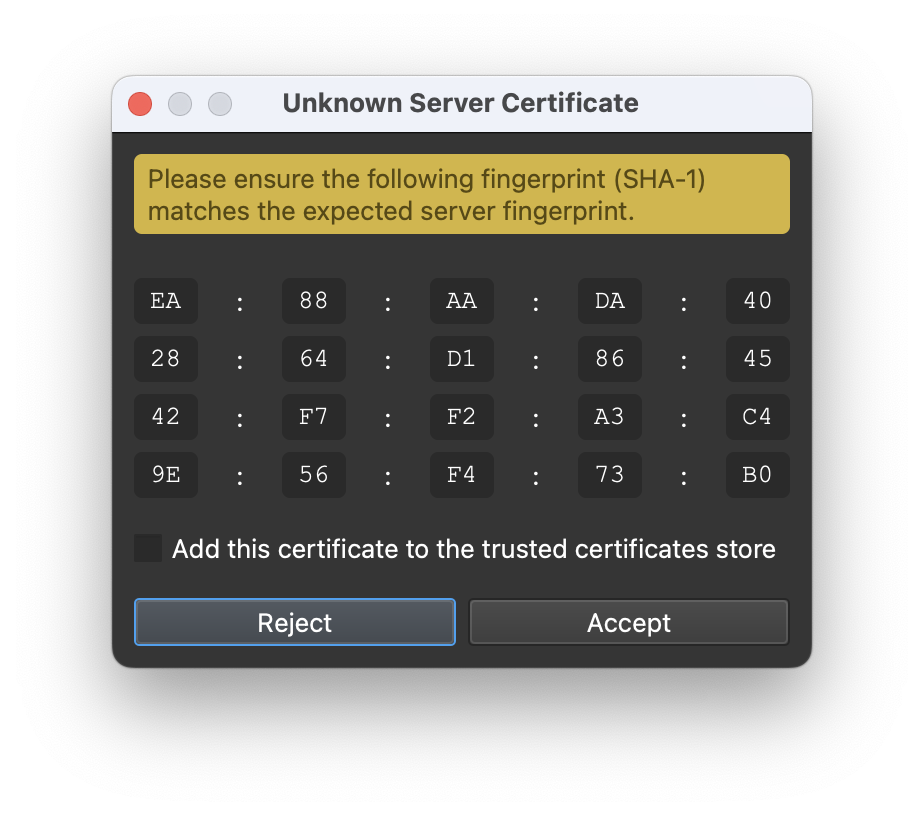 Unknown Server Certificate
Please ensure the following fingerprint (SHA-1)
matches the expected server fingerprint.
EA : 88 : AA : DA : 40
28 : 64 : D1 : 86 : 45
42 : F7 : F2 : A3 : C4
9E : 56 : F4 : 73 : B0
Add this certificate to the trusted certificates store
Reject Accept